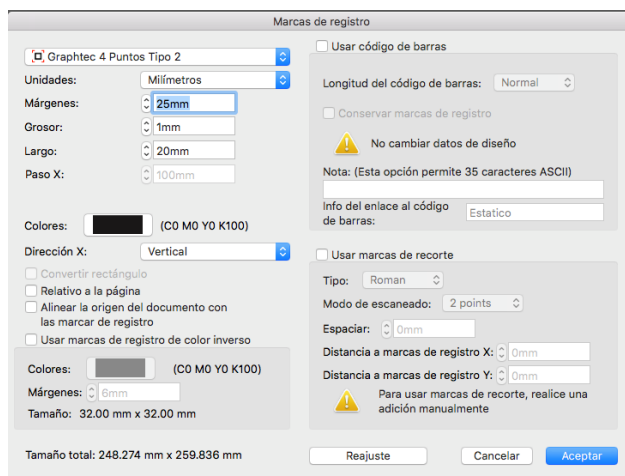 Marcas de registro
Graphtec 4 Puntos Tipo 2
Unidades: Milímetros
Márgenes: 25mm
Grosor: 1mm
Largo: 20mm
Paso X: 100mm
Colores: (C0 M0 Y0 K100)
Dirección X: Vertical
Convertir rectángulo
Relativo a la página
Alinear la origen del documento con
las marcar de registro
Usar marcas de registro de color inverso
Colores: (C0 M0 Y0 K100)
Márgenes: 6mm
Tamaño: 32.00 mm x 32.00 mm
Tamaño total: 248.274 mm x 259.836 mm
Usar código de barras
Longitud del código de barras: Normal
Conservar marcas de registro
No cambiar datos de diseño
Nota: (Esta opción permite 35 caracteres ASCII)
Info del enlace al código
de barras: Estatico
Usar marcas de recorte
Tipo: Roman
Modo de escaneado: 2 points
Espaciar: 0mm
Distancia a marcas de registro X: 0mm
Distancia a marcas de registro Y: 0mm
Para usar marcas de recorte, realice una
adición manualmente
Reajuste
Cancelar
Aceptar